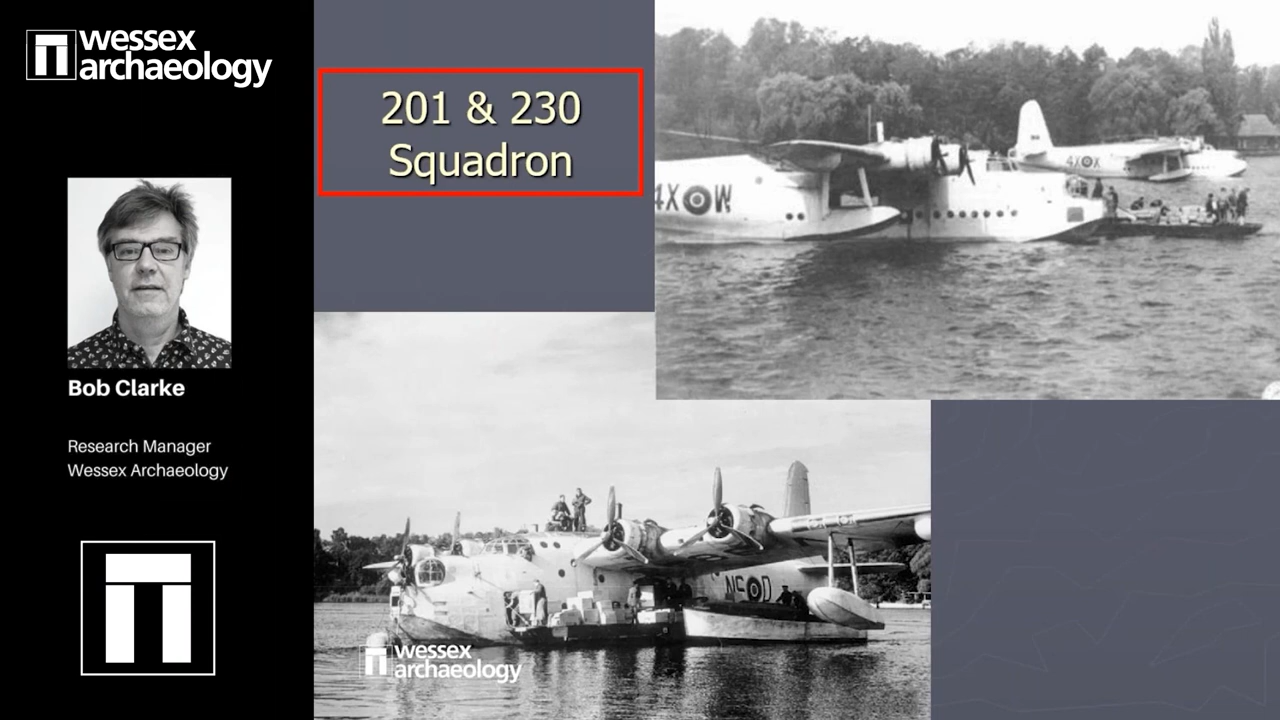 wessex
archaeology
Bob Clarke
Research Manager
Wessex Archaeology
201 & 230
Squadron
4X W
4X X
NS D
wessex
archaeology